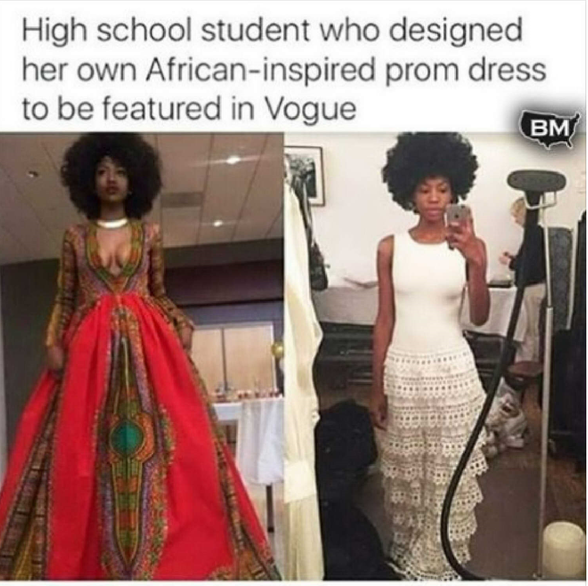 High school student who designed
her own African-inspired prom dress
to be featured in Vogue
BM